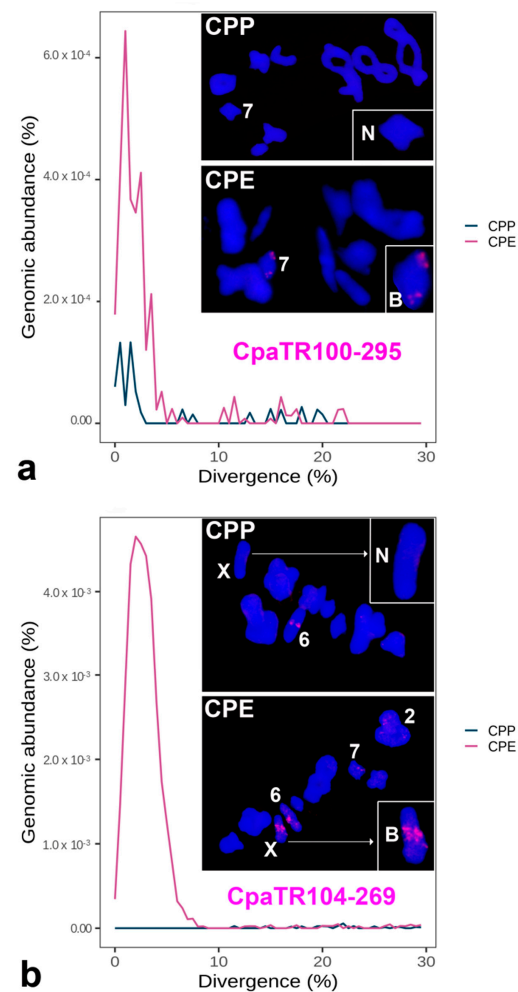 CPP
7
N
CPE
7
B
6.0 x 10⁻⁴
4.0 x 10⁻⁴
2.0 x 10⁻⁴
0.00
Genomic abundance (%)
CPP
CPE
CpaTR100-295
0 10 20 30
Divergence (%)
a
CPP
X
N
6
CPE
2
7
6
X
B
4.0 x 10⁻³
3.0 x 10⁻³
2.0 x 10⁻³
1.0 x 10⁻³
0.00
Genomic abundance (%)
CPP
CPE
CpaTR104-269
0 10 20 30
Divergence (%)
b